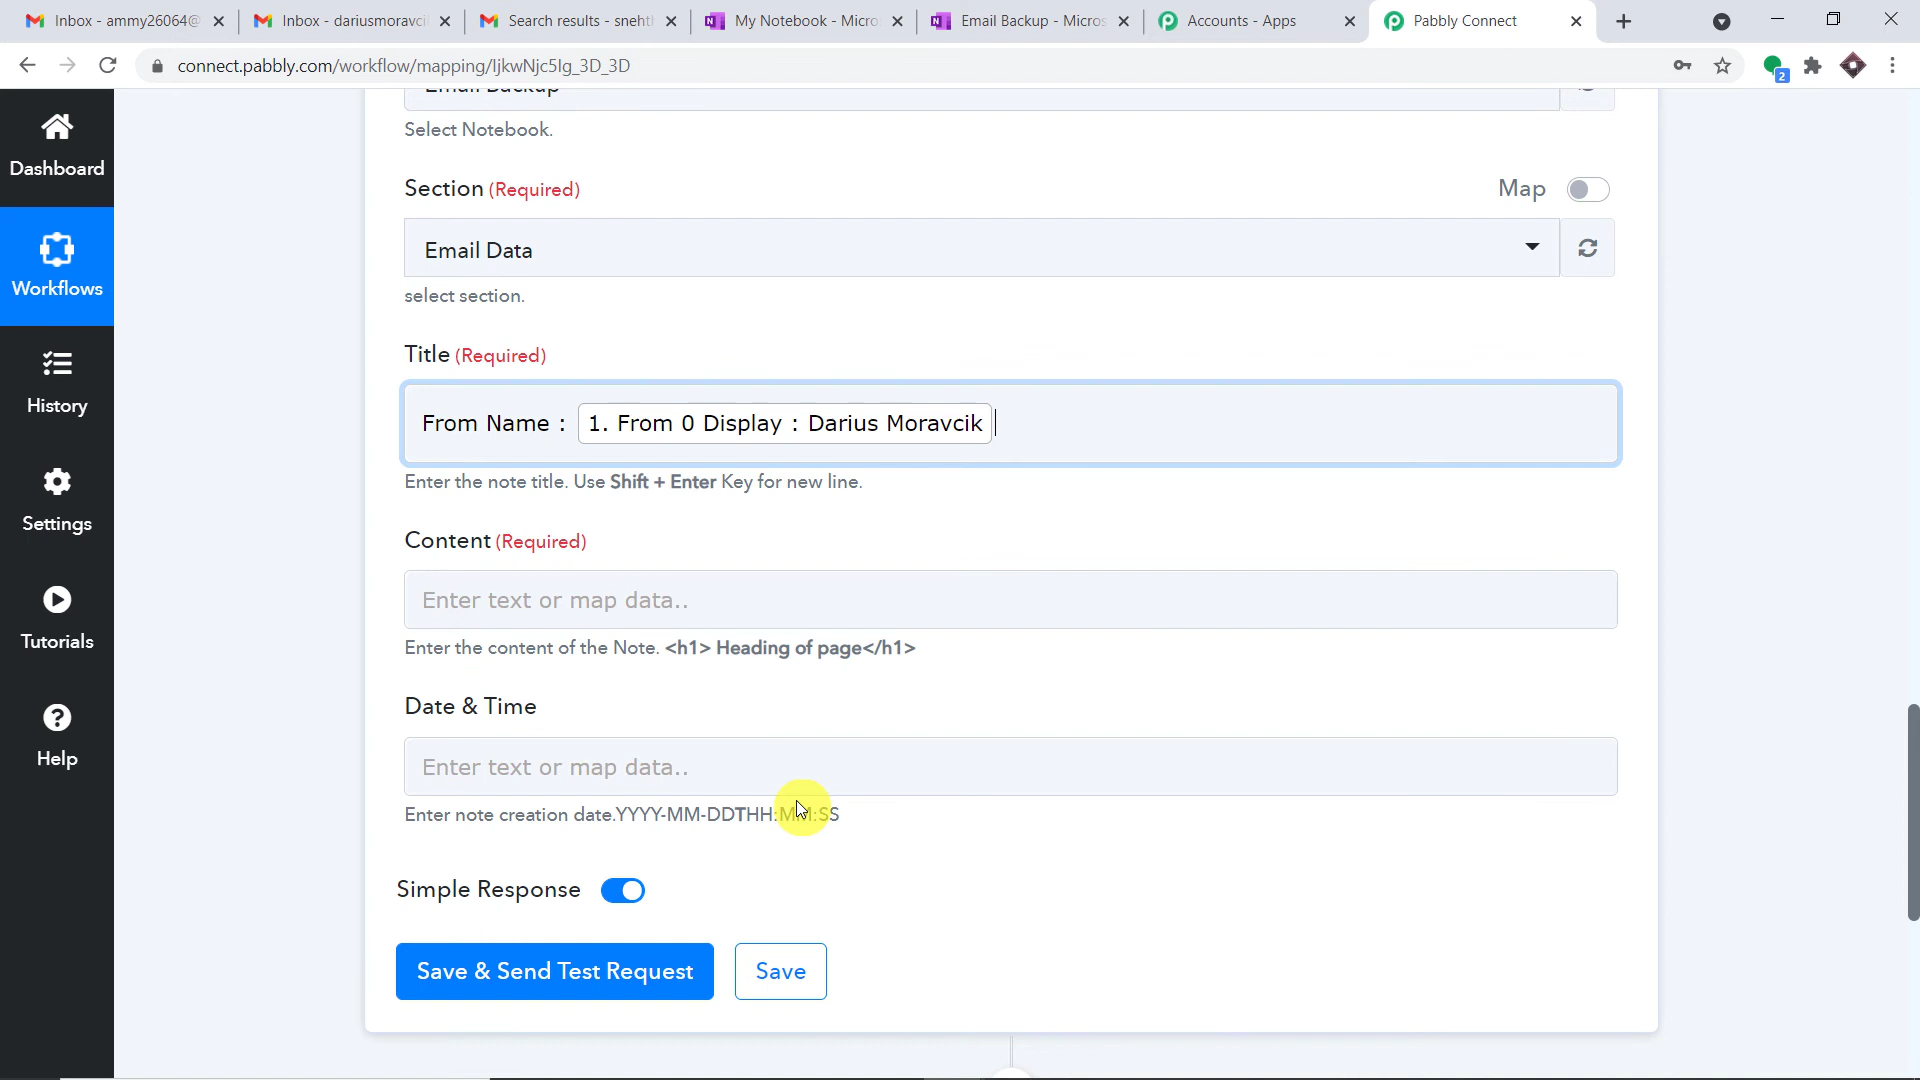 Inbox - ammy26064@
Inbox - dariusmoravci
Search results - sneht
My Notebook - Micro
Email Backup - Micros
Accounts - Apps
Pabbly Connect
connect.pabbly.com/workflow/mapping/IjkwNjc5Ig_3D_3D
2
Dashboard
Workflows
History
Settings
Tutorials
Help
Email Backup
Select Notebook.
Section (Required)
Map
Email Data
select section.
Title (Required)
From Name : 1. From 0 Display : Darius Moravcik
Enter the note title. Use Shift + Enter Key for new line.
Content (Required)
Enter text or map data..
Enter the content of the Note. <h1> Heading of page</h1>
Date & Time
Enter text or map data..
Enter note creation date.YYYY-MM-DDTHH:MM:SS
Simple Response
Save & Send Test Request
Save